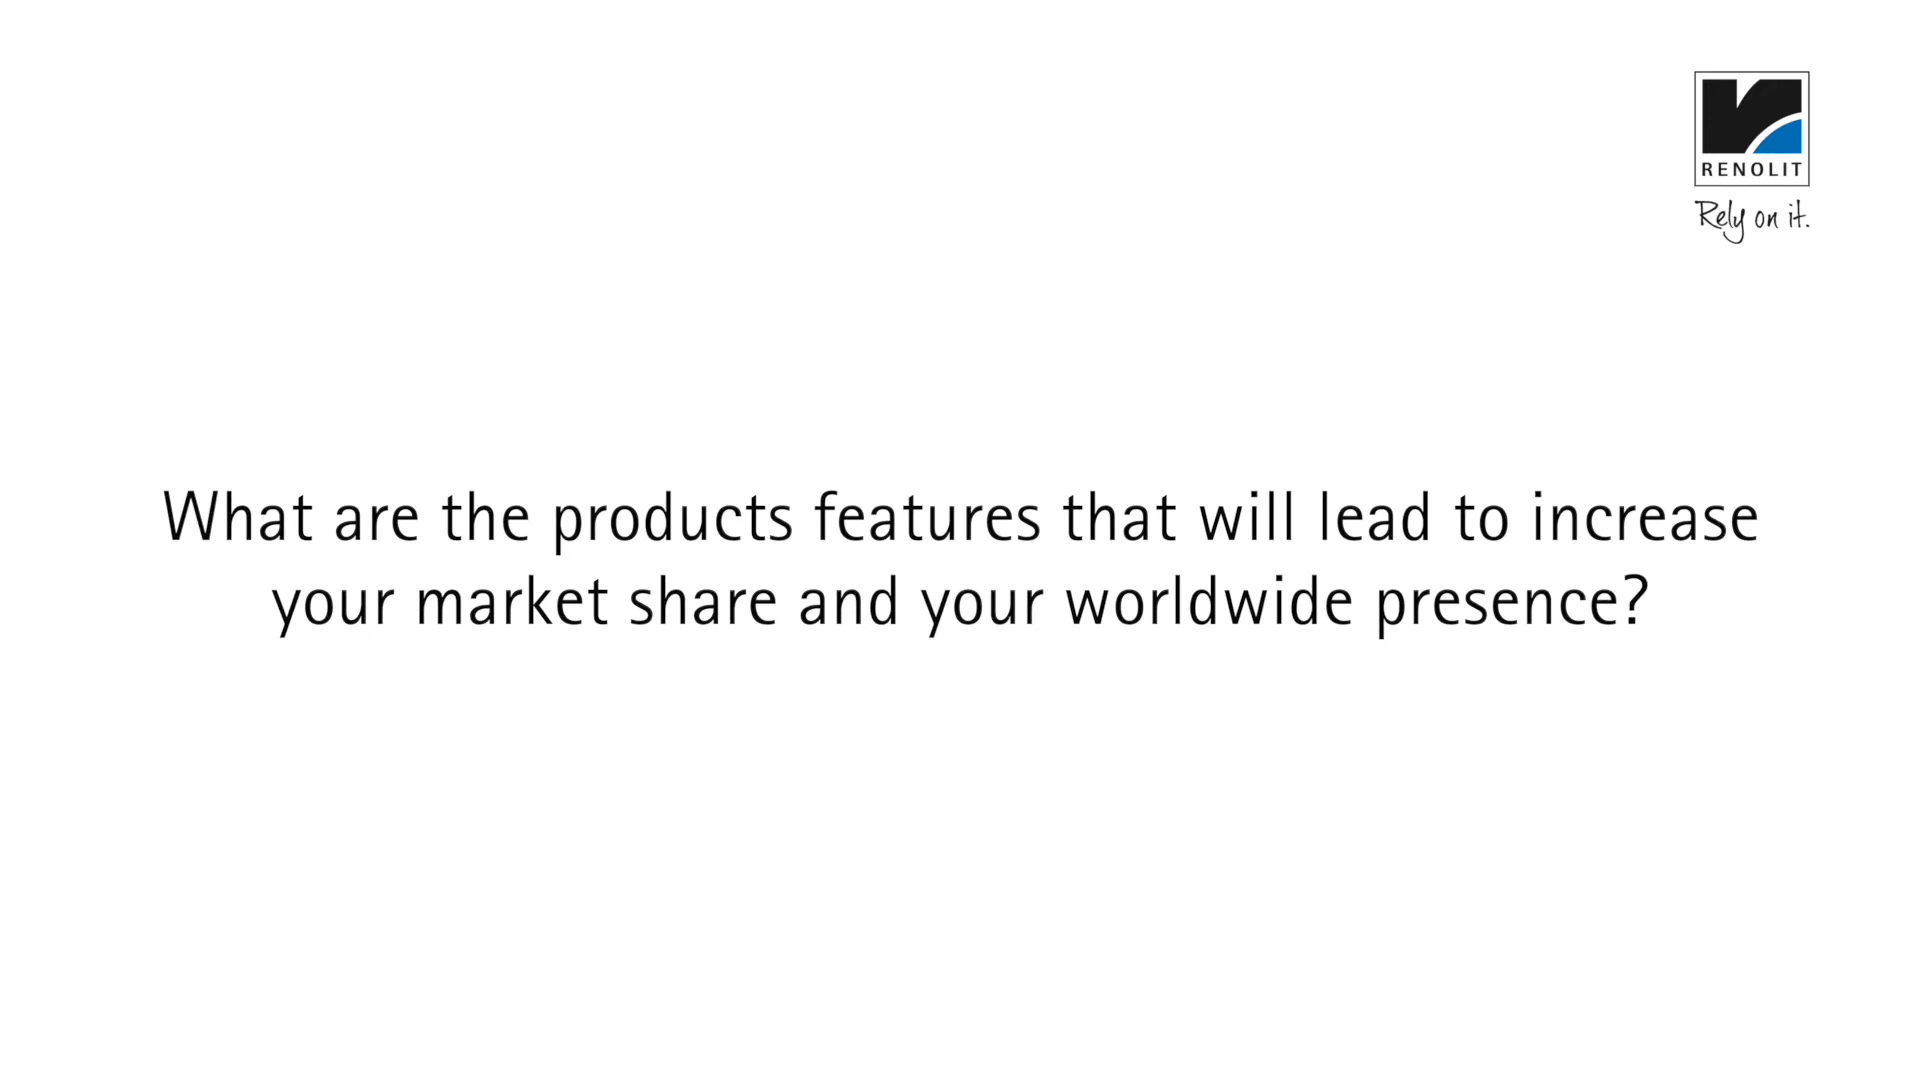 RENOLIT
Rely on it.
What are the products features that will lead to increase
your market share and your worldwide presence?